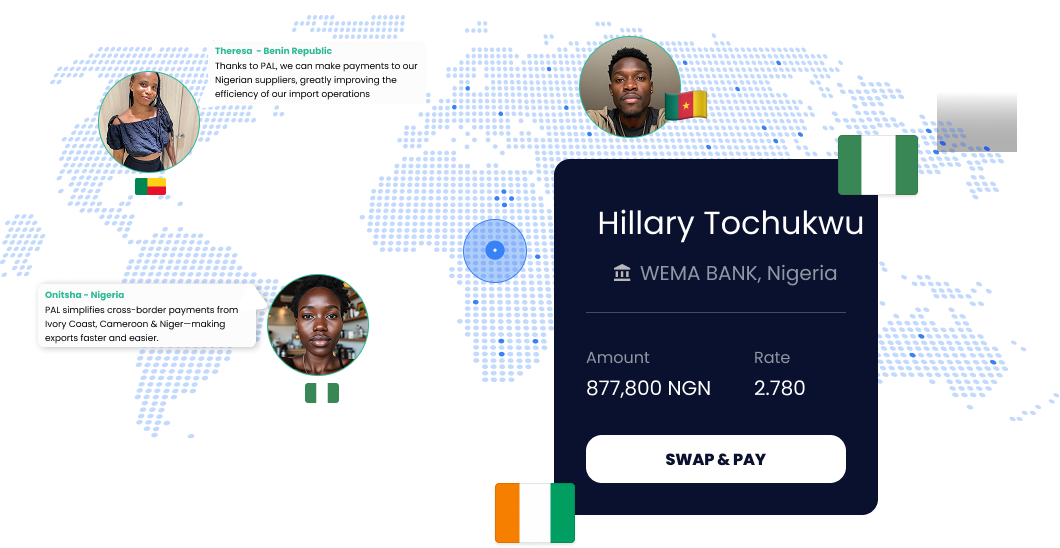 Theresa - Benin Republic
Thanks to PAL, we can make payments to our
Nigerian suppliers, greatly improving the
efficiency of our import operations
Onitsha - Nigeria
PAL simplifies cross-border payments from
Ivory Coast, Cameroon & Niger—making
exports faster and easier.
Hillary Tochukwu
WEMA BANK, Nigeria
Amount
Rate
877,800 NGN
2.780
SWAP & PAY